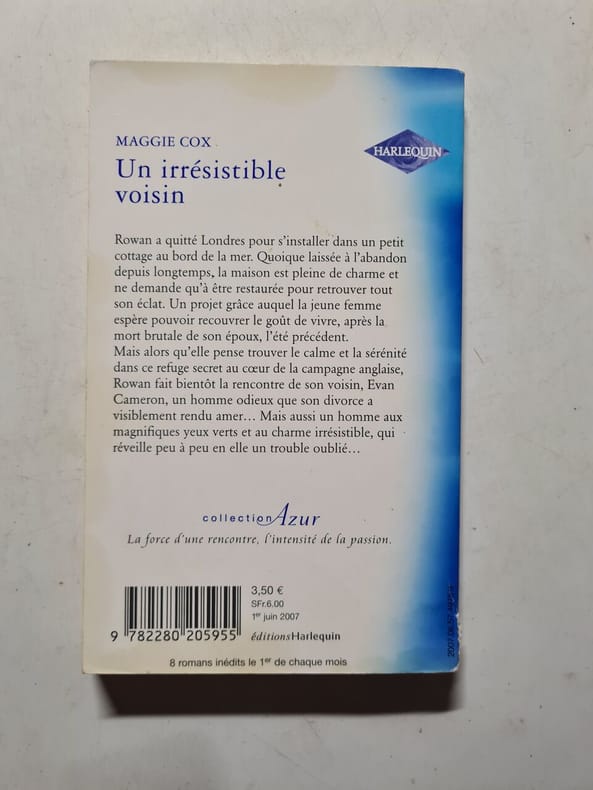 MAGGIE COX
HARLEQUIN
Un irrésistible
voisin
Rowan a quitté Londres pour s'installer dans un petit
cottage au bord de la mer. Quoique laissée à l'abandon
depuis longtemps, la maison est pleine de charme et
ne demande qu'à être restaurée pour retrouver tout
son éclat. Un projet grâce auquel la jeune femme
espère pouvoir recouvrer le goût de vivre, après la
mort brutale de son époux, l'été précédent.
Mais alors qu'elle pense trouver le calme et la sérénité
dans ce refuge secret au cœur de la campagne anglaise,
Rowan fait bientôt la rencontre de son voisin, Evan
Cameron, un homme odieux que son divorce a
visiblement rendu amer... Mais aussi un homme aux
magnifiques yeux verts et au charme irrésistible, qui
réveille peu à peu en elle un trouble oublié...
collection Azur
La force d'une rencontre, l'intensité de la passion.
3,50 €
SFr.6.00
1er juin 2007
9 782280 205955
éditionsHarlequin
8 romans inédits le 1er de chaque mois